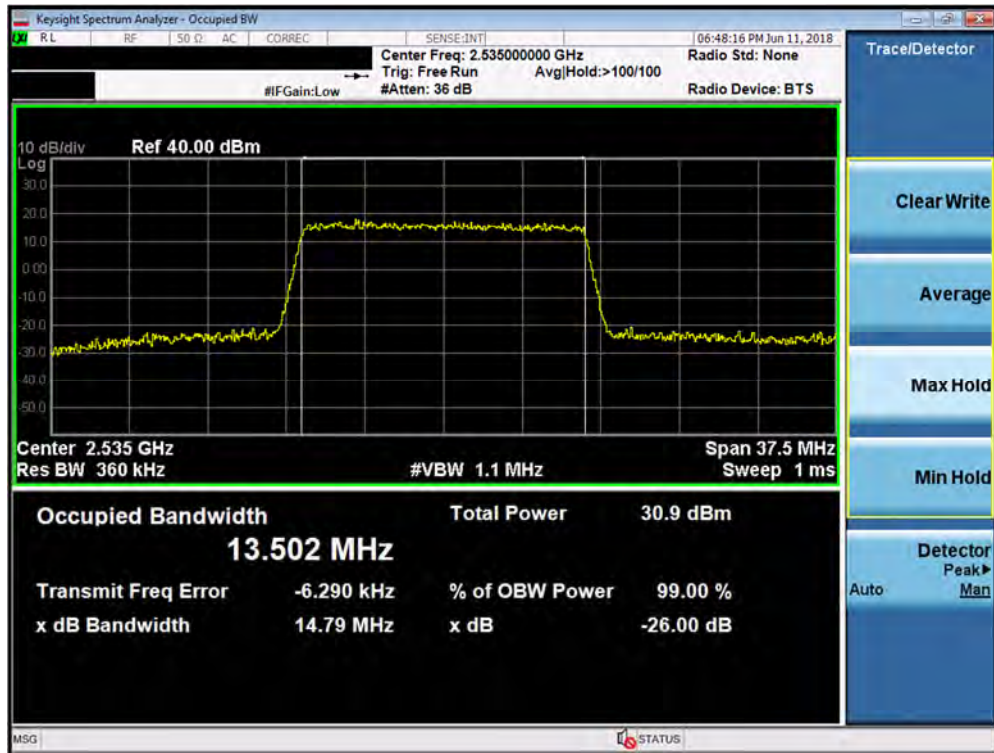 Keysight Spectrum Analyzer - Occupied BW
RL RF 50 Ω AC CORREC SENSE:INT 06:48:16 PM Jun 11, 2018
Center Freq: 2.535000000 GHz Radio Std: None
Trig: Free Run Avg|Hold:>100/100
#IFGain:Low #Atten: 36 dB Radio Device: BTS
10 dB/div Ref 40.00 dBm
Log
30.0
20.0
10.0
0.00
-10.0
-20.0
-30.0
-40.0
-50.0
Center 2.535 GHz Span 37.5 MHz
Res BW 360 kHz #VBW 1.1 MHz Sweep 1 ms
Occupied Bandwidth Total Power 30.9 dBm
13.502 MHz
Transmit Freq Error -6.290 kHz % of OBW Power 99.00 %
x dB Bandwidth 14.79 MHz x dB -26.00 dB
MSG STATUS
Trace/Detector
Clear Write
Average
Max Hold
Min Hold
Detector
Peak▶
Auto Man